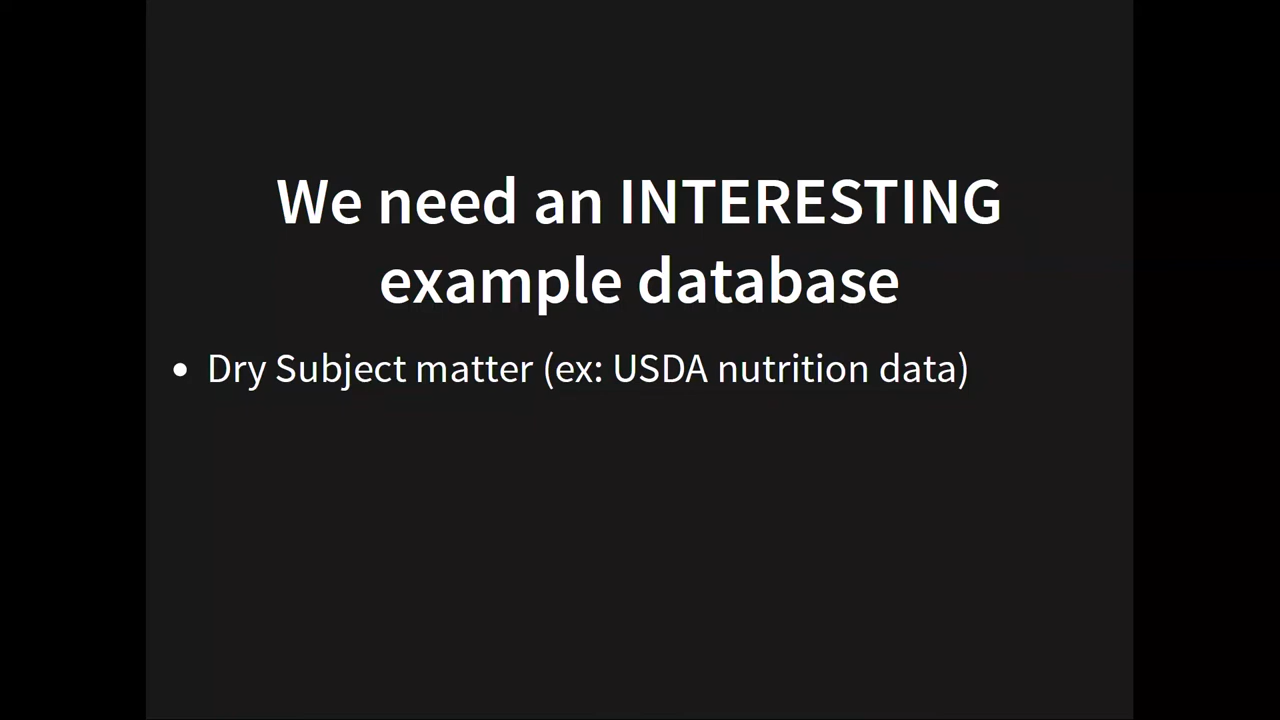 We need an INTERESTING
example database
• Dry Subject matter (ex: USDA nutrition data)